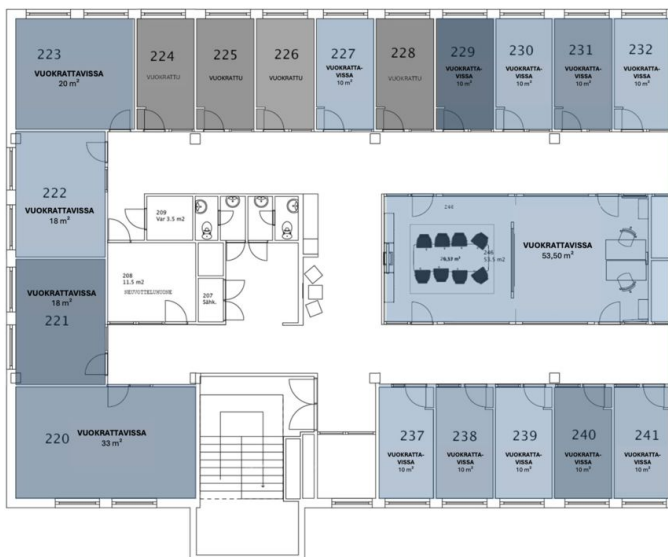 223
VUOKRATTAVISSA
20 m²
224
VUOKRATTU
225
VUOKRATTU
226
VUOKRATTU
227
VUOKRATTA-
VISSA
10 m²
228
VUOKRATTU
229
VUOKRATTA-
VISSA
10 m²
230
VUOKRATTA-
VISSA
10 m²
231
VUOKRATTA-
VISSA
10 m²
232
VUOKRATTA-
VISSA
10 m²
222
VUOKRATTAVISSA
18 m²
209
Var 3.5 m2
246
VUOKRATTAVISSA
53,50 m²
208
11,5 m2
NEUVOTTELUHUONE
207
Sähk.
VUOKRATTAVISSA
18 m²
221
220
VUOKRATTAVISSA
33 m²
237
VUOKRATTA-
VISSA
10 m²
238
VUOKRATTA-
VISSA
10 m²
239
VUOKRATTA-
VISSA
10 m²
240
VUOKRATTA-
VISSA
10 m²
241
VUOKRATTA-
VISSA
10 m²